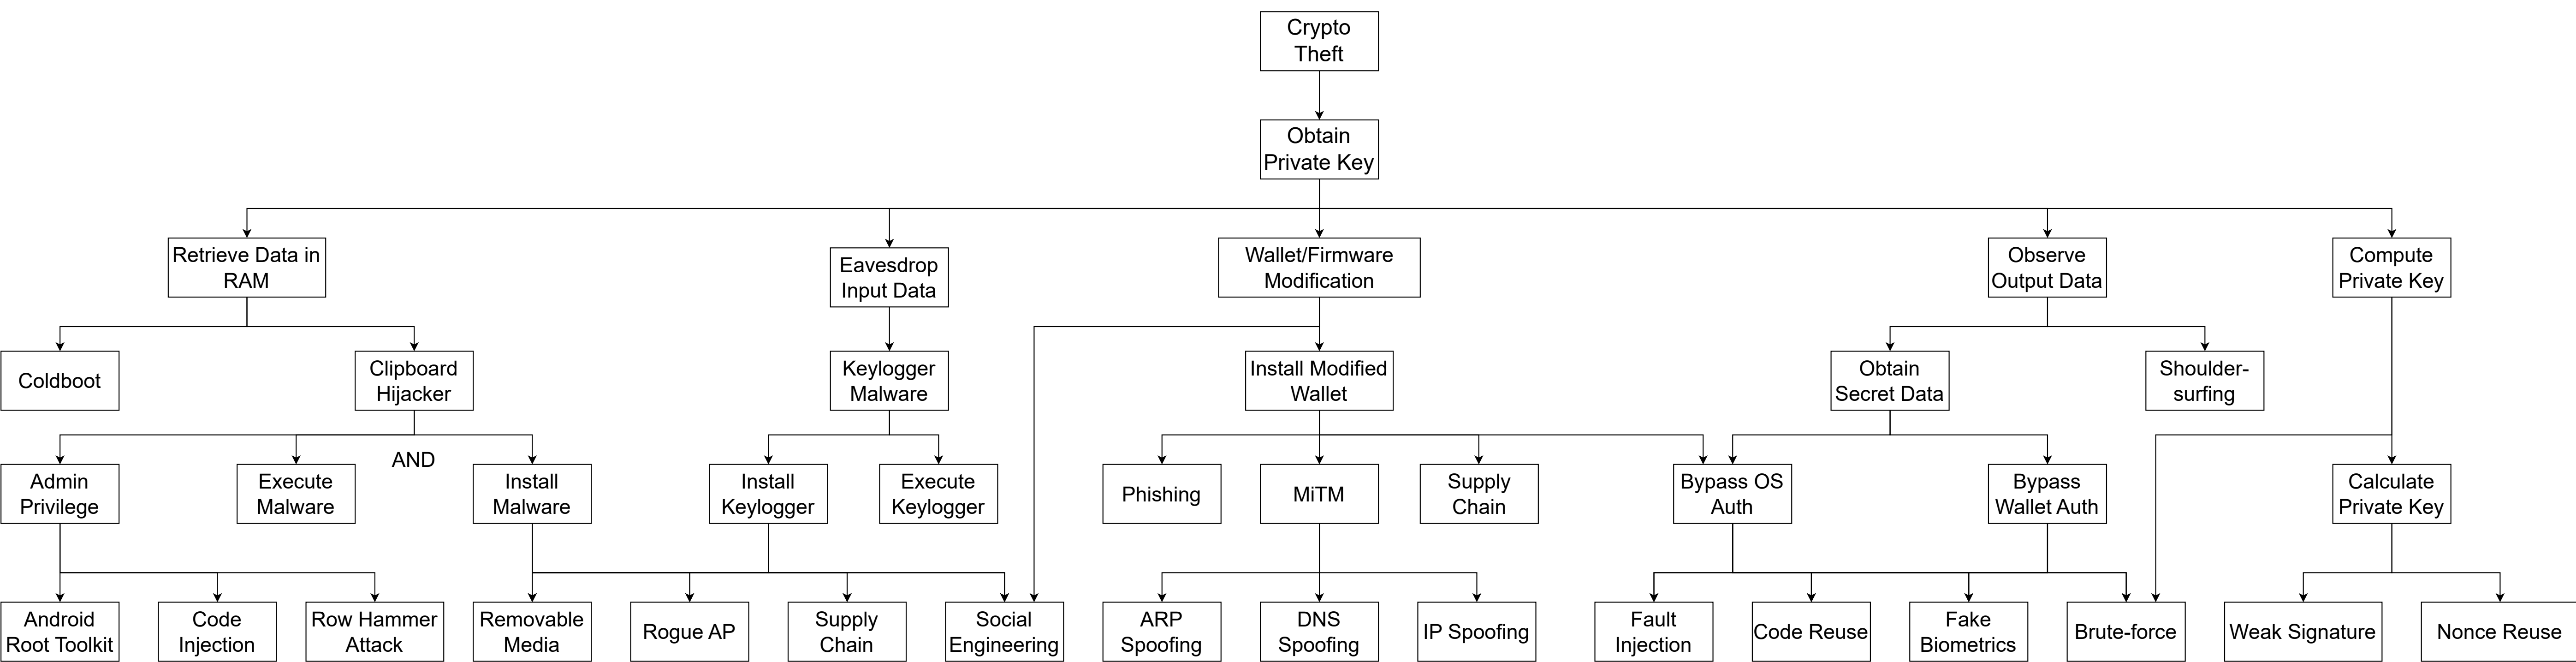 Crypto
Theft
Obtain
Private Key
Retrieve Data in
RAM
Eavesdrop
Input Data
Wallet/Firmware
Modification
Observe
Output Data
Compute
Private Key
Coldboot
Clipboard
Hijacker
Keylogger
Malware
Install Modified
Wallet
Obtain
Secret Data
Shoulder-
surfing
AND
Admin
Privilege
Execute
Malware
Install
Malware
Install
Keylogger
Execute
Keylogger
Phishing
MiTM
Supply
Chain
Bypass OS
Auth
Bypass
Wallet Auth
Calculate
Private Key
Android
Root Toolkit
Code
Injection
Row Hammer
Attack
Removable
Media
Rogue AP
Supply
Chain
Social
Engineering
ARP
Spoofing
DNS
Spoofing
IP Spoofing
Fault
Injection
Code Reuse
Fake
Biometrics
Brute-force
Weak Signature
Nonce Reuse